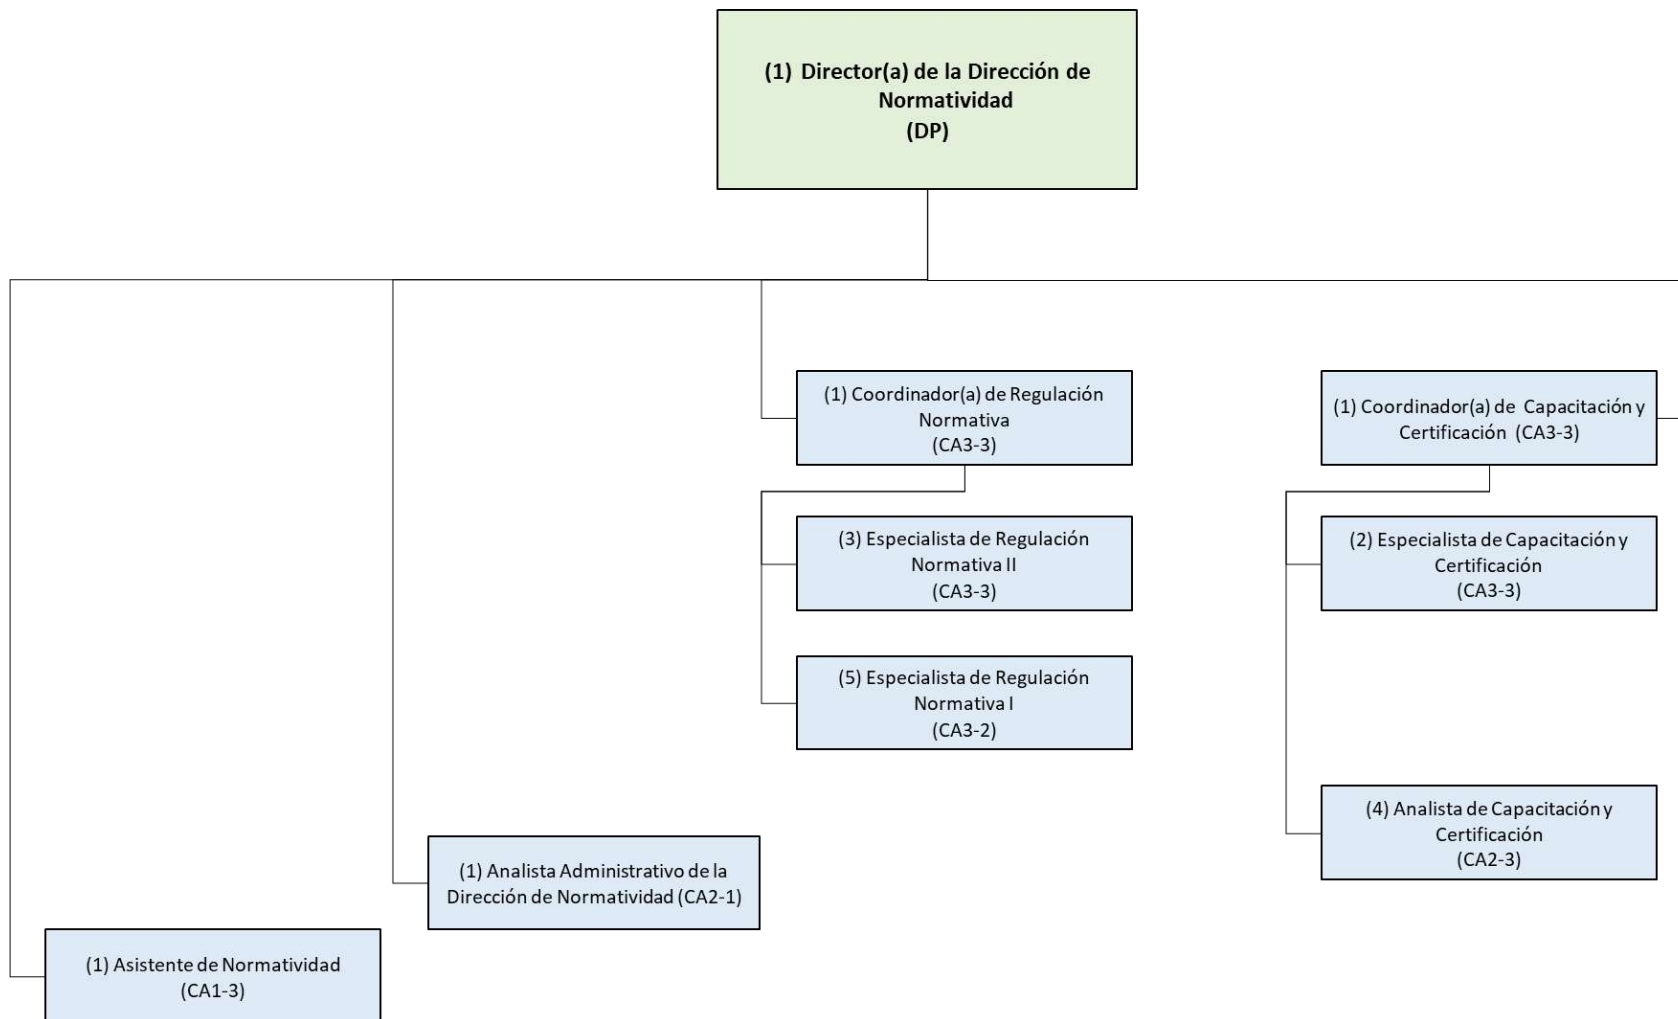 (1) Director(a) de la Dirección de
Normatividad
(DP)
(1) Coordinador(a) de Regulación
Normativa
(CA3-3)
(1) Coordinador(a) de Capacitación y
Certificación (CA3-3)
(3) Especialista de Regulación
Normativa II
(CA3-3)
(2) Especialista de Capacitación y
Certificación
(CA3-3)
(5) Especialista de Regulación
Normativa I
(CA3-2)
(4) Analista de Capacitación y
Certificación
(CA2-3)
(1) Analista Administrativo de la
Dirección de Normatividad (CA2-1)
(1) Asistente de Normatividad
(CA1-3)